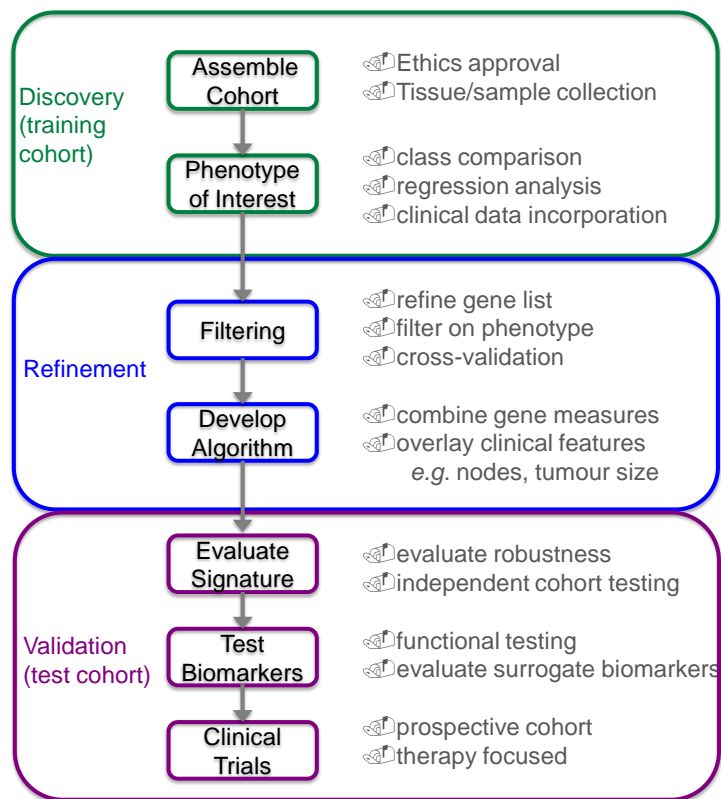 Discovery
(training
cohort)
Assemble
Cohort
Ethics approval
Tissue/sample collection
Phenotype
of Interest
class comparison
regression analysis
clinical data incorporation
Refinement
Filtering
refine gene list
filter on phenotype
cross-validation
Develop
Algorithm
combine gene measures
overlay clinical features
e.g. nodes, tumour size
Validation
(test cohort)
Evaluate
Signature
evaluate robustness
independent cohort testing
Test
Biomarkers
functional testing
evaluate surrogate biomarkers
Clinical
Trials
prospective cohort
therapy focused